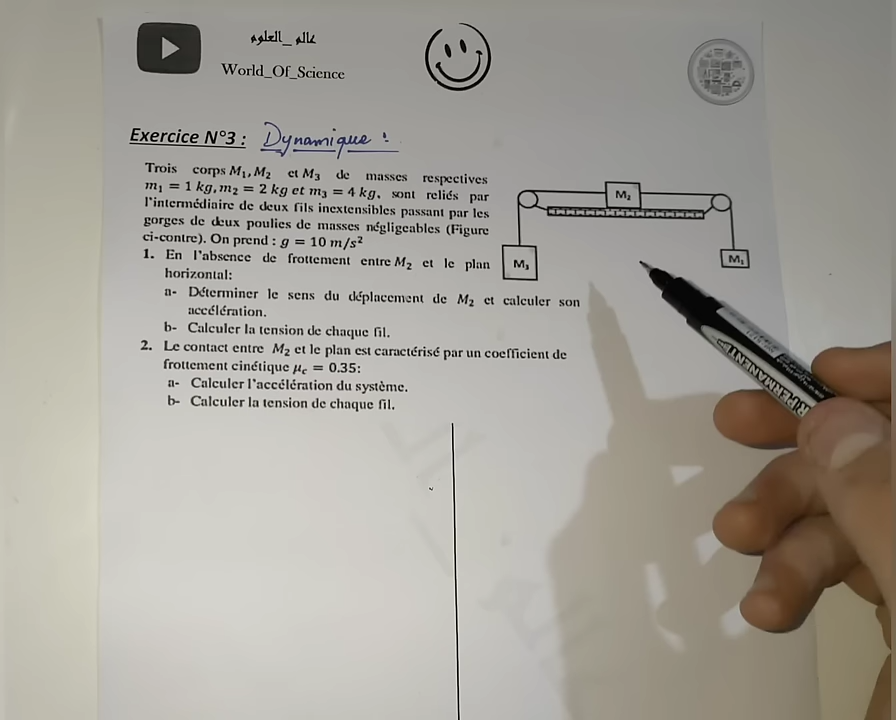 عالم_العلوم
World_Of_Science
Exercice N°3 : Dynamique :
Trois corps M₁, M₂ et M₃ de masses respectives
m₁ = 1 kg, m₂ = 2 kg et m₃ = 4 kg, sont reliés par
l'intermédiaire de deux fils inextensibles passant par les
gorges de deux poulies de masses négligeables (Figure
ci-contre). On prend : g = 10 m/s²
M₂
M₃
M₁
1. En l'absence de frottement entre M₂ et le plan
horizontal:
a- Déterminer le sens du déplacement de M₂ et calculer son
accélération.
b- Calculer la tension de chaque fil.
2. Le contact entre M₂ et le plan est caractérisé par un coefficient de
frottement cinétique μc = 0.35:
a- Calculer l'accélération du système.
b- Calculer la tension de chaque fil.
PERMANENT